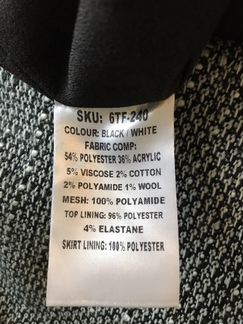 SKU: 6TF-240
COLOUR: BLACK / WHITE
FABRIC COMP:
54% POLYESTER 36% ACRYLIC
5% VISCOSE 2% COTTON
2% POLYAMIDE 1% WOOL
MESH: 100% POLYAMIDE
TOP LINING: 96% POLYESTER
4% ELASTANE
SKIRT LINING: 100% POLYESTER